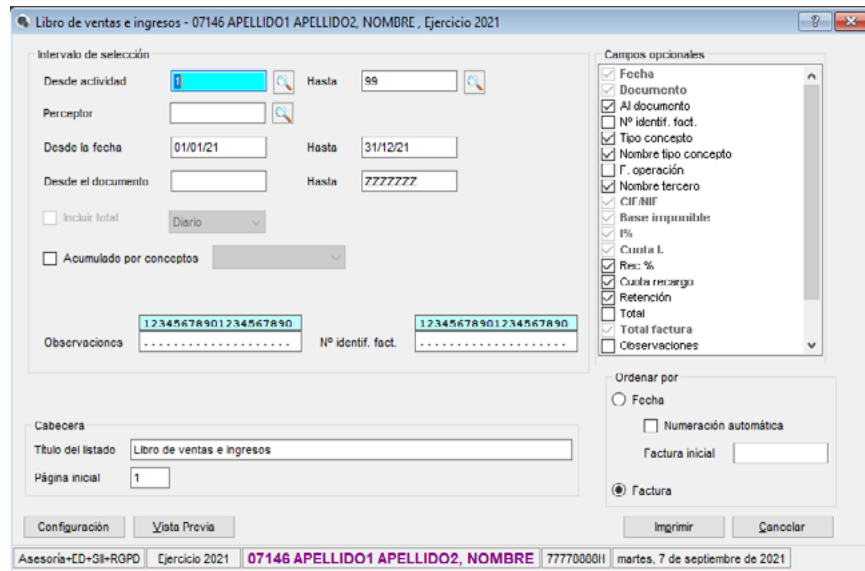 Libro de ventas e ingresos - 07146 APELLIDO1 APELLIDO2, NOMBRE , Ejercicio 2021
Intervalo de selección
Desde actividad 1 Hasta 99
Perceptor
Desde la fecha 01/01/21 Hasta 31/12/21
Desde el documento Hasta ZZZZZZZ
Incluir total Diario
Acumulado por conceptos
12345678901234567890 12345678901234567890
Observaciones .................... Nº identif. fact. ....................
Campos opcionales
Fecha
Documento
Al documento
Nº identif. fact.
Tipo concepto
Nombre tipo concepto
F. operación
Nombre tercero
CIF/NIF
Base imponible
I%
Cuota I.
Rec %
Cuota recargo
Retención
Total
Total factura
Observaciones
Ordenar por
Fecha
Numeración automática
Factura inicial
Factura
Cabecera
Título del listado Libro de ventas e ingresos
Página inicial 1
Configuración Vista Previa Imprimir Cancelar
Asesoría+ED+SII+RGPD Ejercicio 2021 07146 APELLIDO1 APELLIDO2, NOMBRE 77770000H martes, 7 de septiembre de 2021